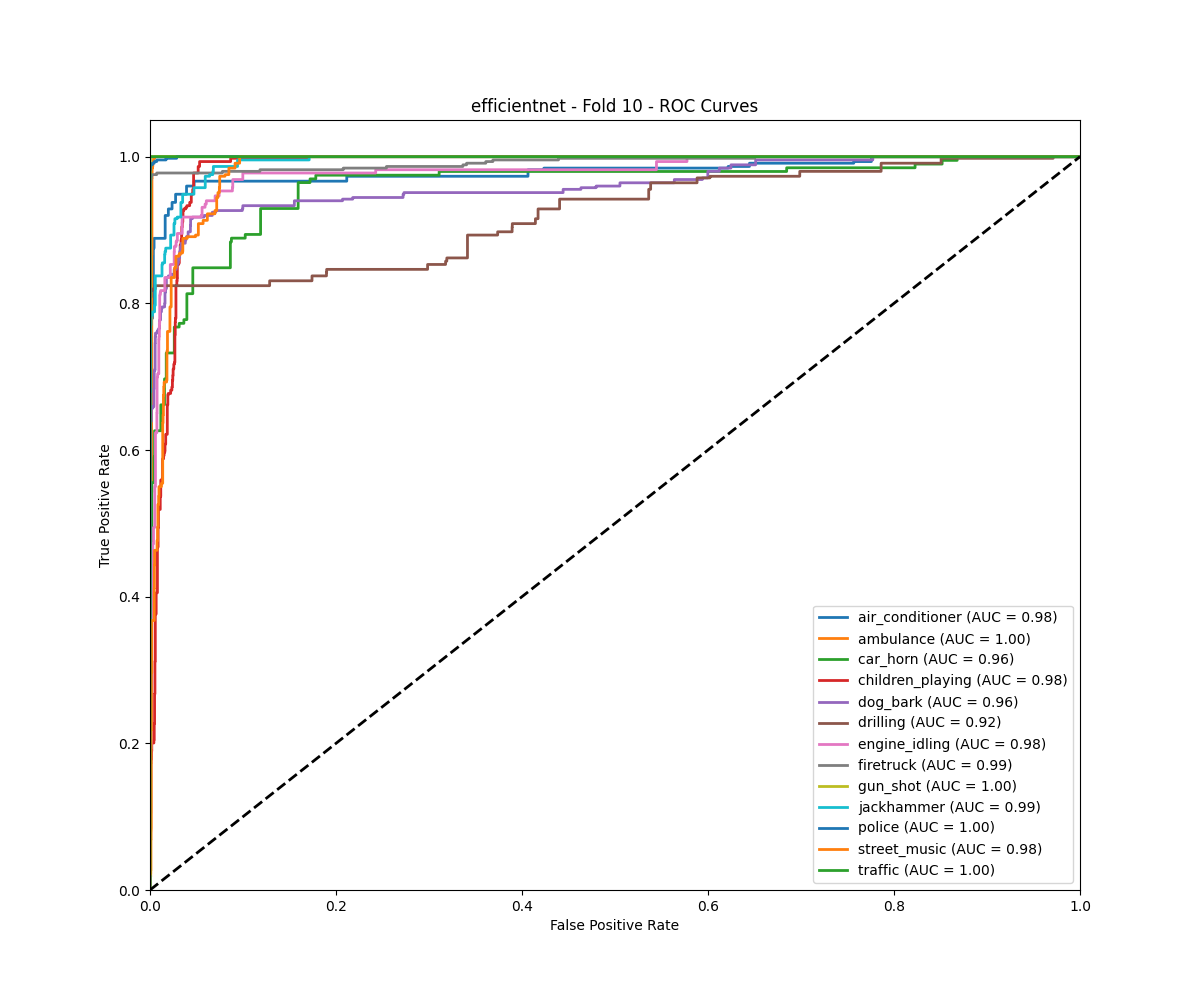 efficientnet - Fold 10 - ROC Curves
1.0
0.8
0.6
0.4
0.2
0.0
True Positive Rate
0.0 0.2 0.4 0.6 0.8 1.0
False Positive Rate
air_conditioner (AUC = 0.98)
ambulance (AUC = 1.00)
car_horn (AUC = 0.96)
children_playing (AUC = 0.98)
dog_bark (AUC = 0.96)
drilling (AUC = 0.92)
engine_idling (AUC = 0.98)
firetruck (AUC = 0.99)
gun_shot (AUC = 1.00)
jackhammer (AUC = 0.99)
police (AUC = 1.00)
street_music (AUC = 0.98)
traffic (AUC = 1.00)